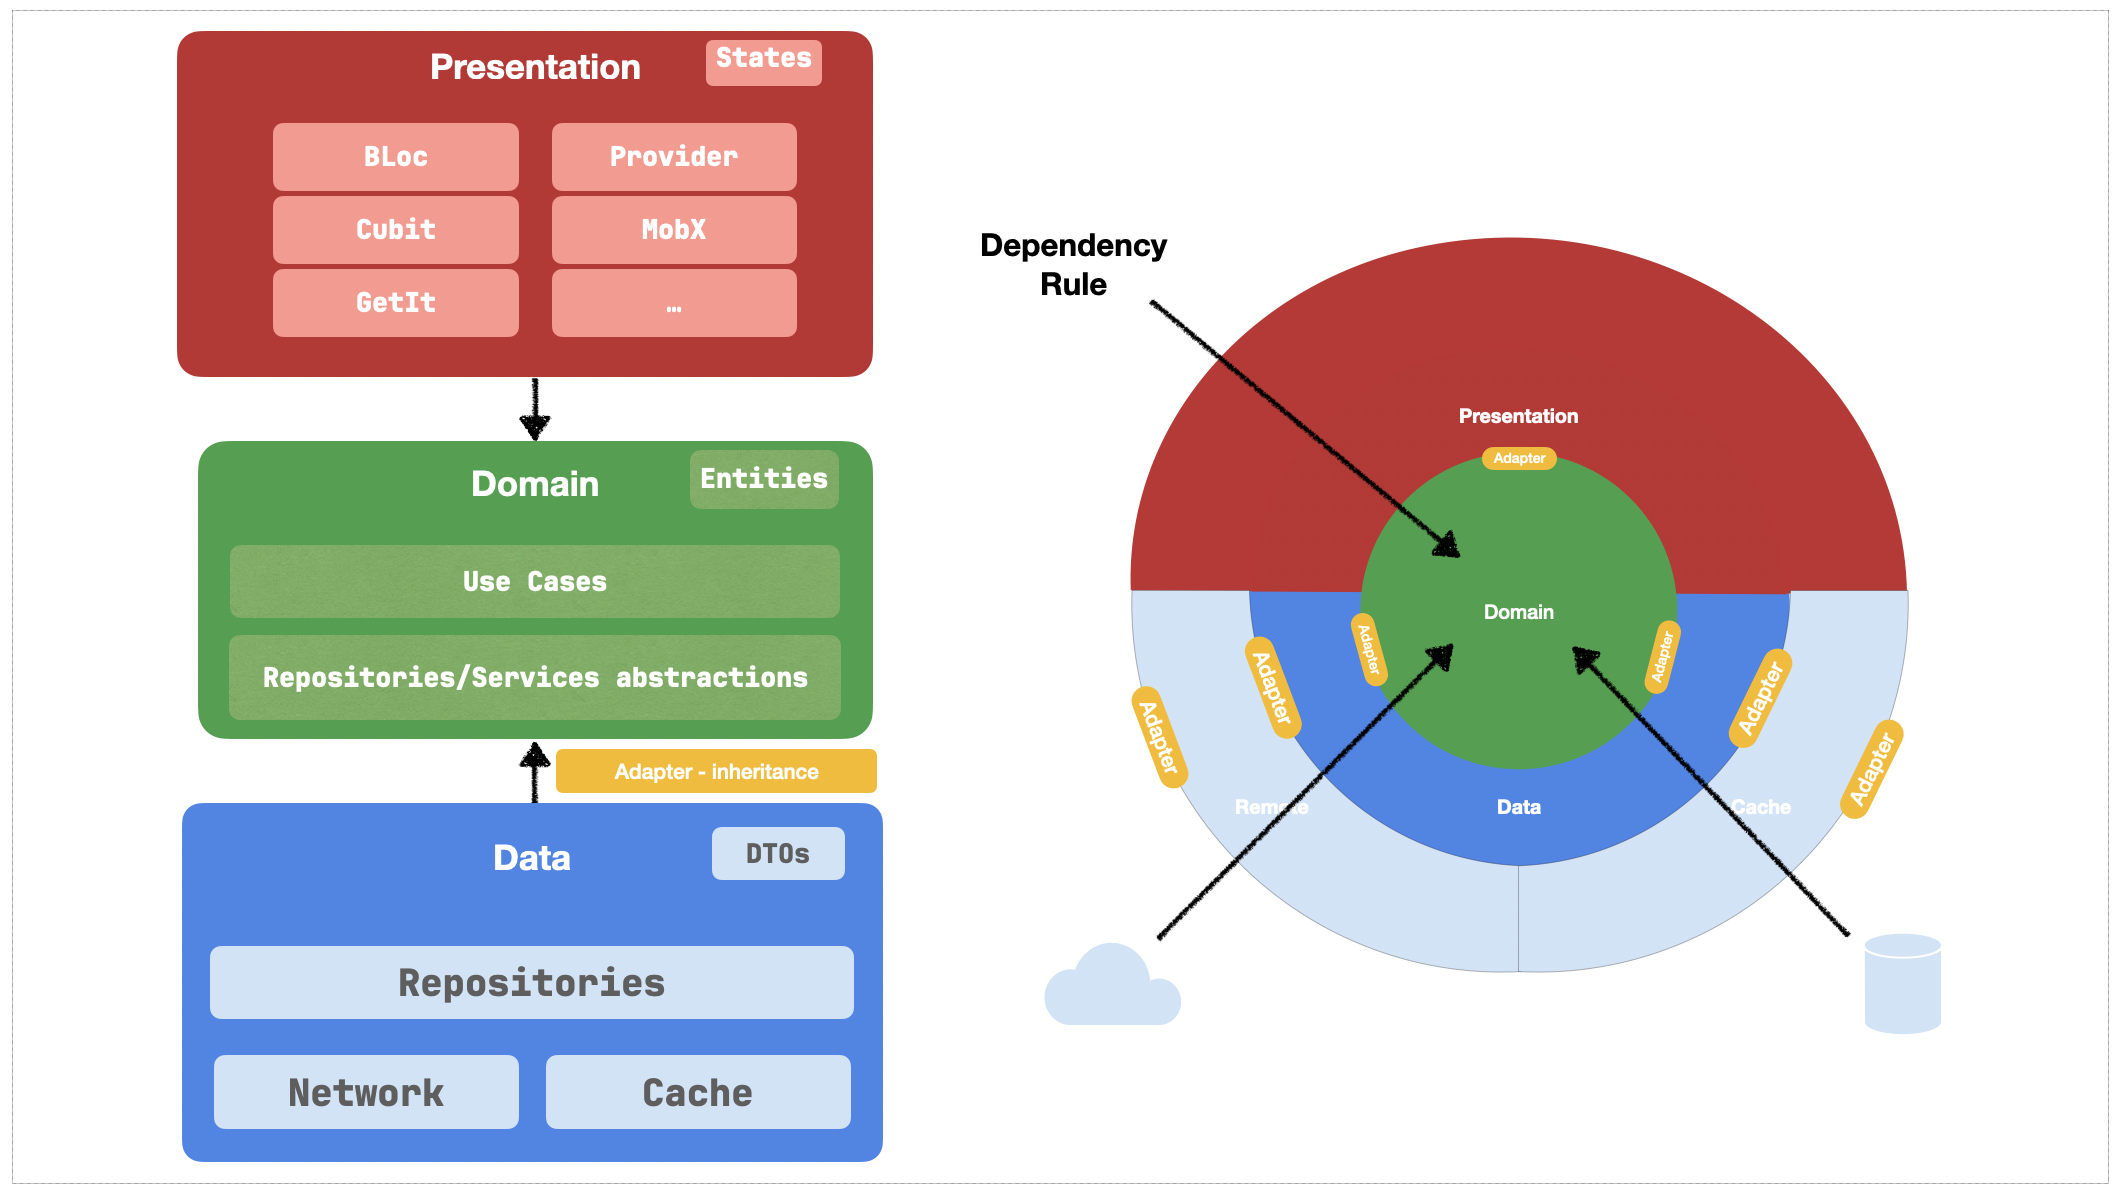 Presentation
States
BLoc
Provider
Cubit
MobX
GetIt
…
Domain
Entities
Use Cases
Repositories/Services abstractions
Adapter - inheritance
Data
DTOs
Repositories
Network
Cache
Dependency
Rule
Presentation
Adapter
Domain
Adapter
Adapter
Adapter
Adapter
Adapter
Adapter
Remote
Data
Cache